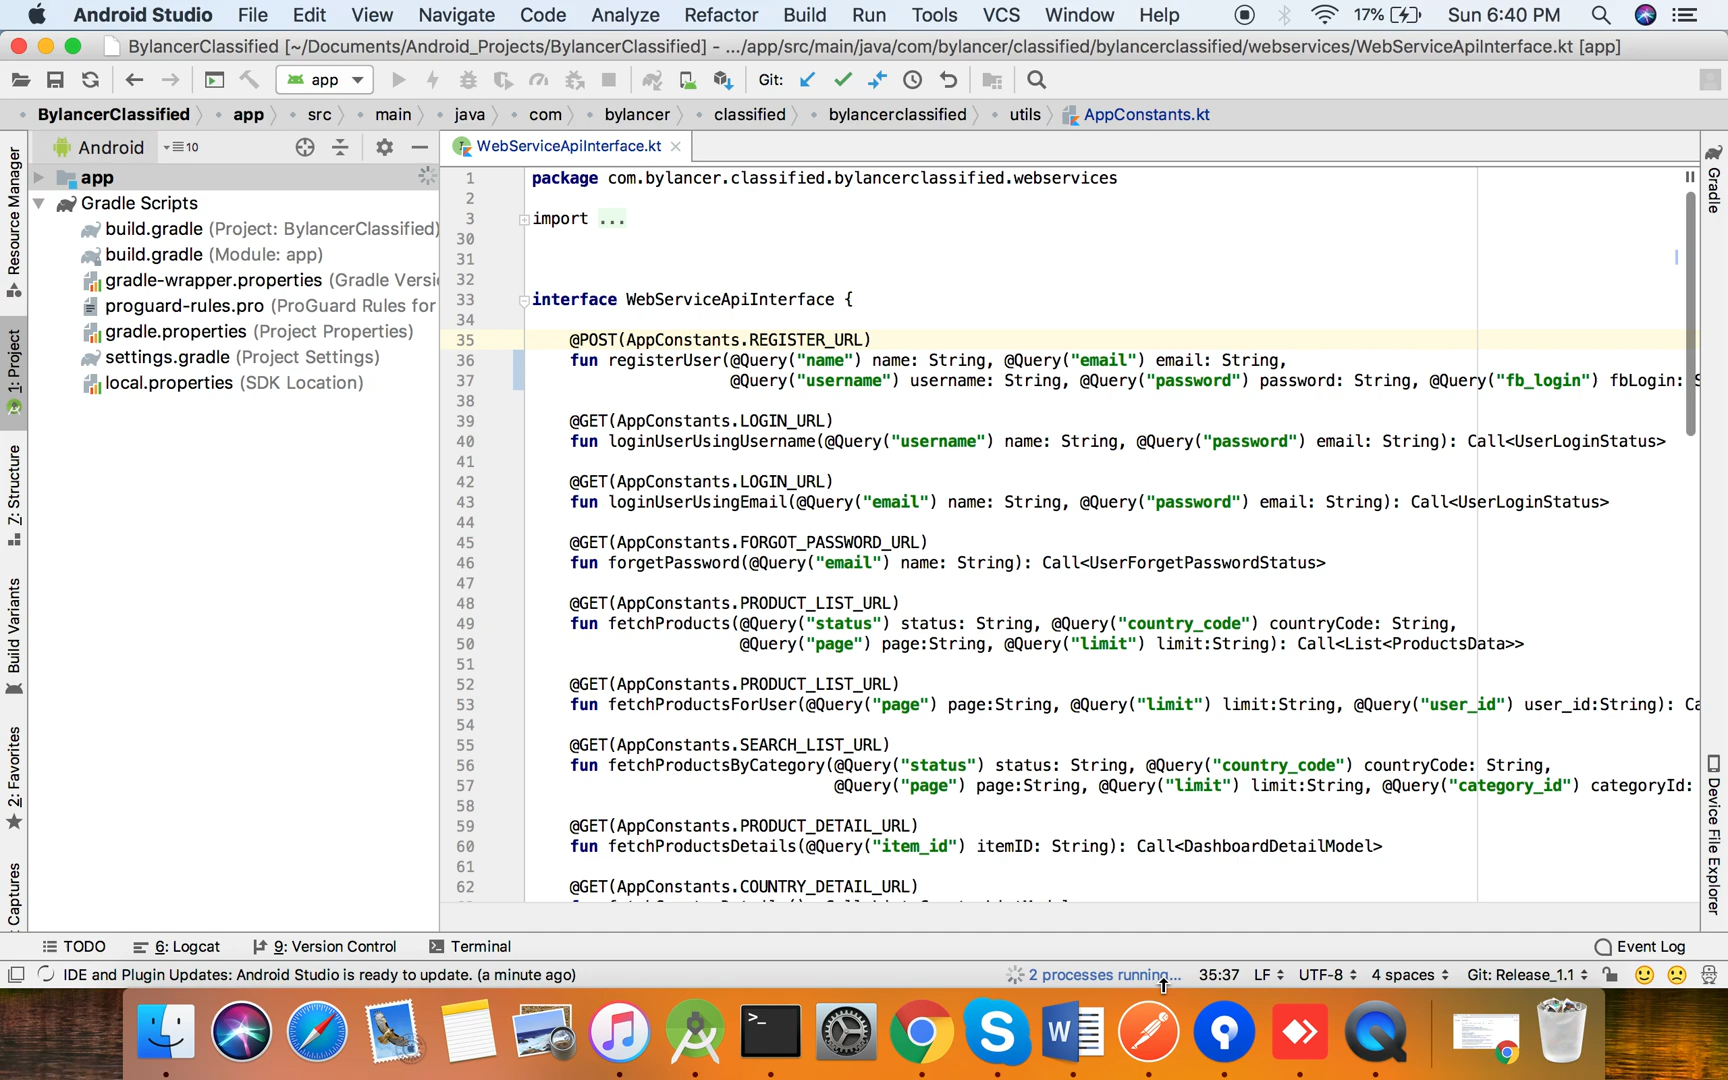 Android Studio File Edit View Navigate Code Analyze Refactor Build Run Tools VCS Window Help 17% Sun 6:40 PM
BylancerClassified [~/Documents/Android_Projects/BylancerClassified] - .../app/src/main/java/com/bylancer/classified/bylancerclassified/webservices/WebServiceApiInterface.kt [app]
app Git:
BylancerClassified app src main java com bylancer classified bylancerclassified utils AppConstants.kt
Android 10 WebServiceApiInterface.kt
app
Gradle Scripts
build.gradle (Project: BylancerClassified)
build.gradle (Module: app)
gradle-wrapper.properties (Gradle Versi
proguard-rules.pro (ProGuard Rules for
gradle.properties (Project Properties)
settings.gradle (Project Settings)
local.properties (SDK Location)
Resource Manager
1: Project
7: Structure
Build Variants
2: Favorites
Captures
1 package com.bylancer.classified.bylancerclassified.webservices
2
3 import ...
30
31
32
33 interface WebServiceApiInterface {
34
35 @POST(AppConstants.REGISTER_URL)
36 fun registerUser(@Query("name") name: String, @Query("email") email: String,
37 @Query("username") username: String, @Query("password") password: String, @Query("fb_login") fbLogin: S
38
39 @GET(AppConstants.LOGIN_URL)
40 fun loginUserUsingUsername(@Query("username") name: String, @Query("password") email: String): Call<UserLoginStatus>
41
42 @GET(AppConstants.LOGIN_URL)
43 fun loginUserUsingEmail(@Query("email") name: String, @Query("password") email: String): Call<UserLoginStatus>
44
45 @GET(AppConstants.FORGOT_PASSWORD_URL)
46 fun forgetPassword(@Query("email") name: String): Call<UserForgetPasswordStatus>
47
48 @GET(AppConstants.PRODUCT_LIST_URL)
49 fun fetchProducts(@Query("status") status: String, @Query("country_code") countryCode: String,
50 @Query("page") page:String, @Query("limit") limit:String): Call<List<ProductsData>>
51
52 @GET(AppConstants.PRODUCT_LIST_URL)
53 fun fetchProductsForUser(@Query("page") page:String, @Query("limit") limit:String, @Query("user_id") user_id:String): Ca
54
55 @GET(AppConstants.SEARCH_LIST_URL)
56 fun fetchProductsByCategory(@Query("status") status: String, @Query("country_code") countryCode: String,
57 @Query("page") page:String, @Query("limit") limit:String, @Query("category_id") categoryId:
58
59 @GET(AppConstants.PRODUCT_DETAIL_URL)
60 fun fetchProductsDetails(@Query("item_id") itemID: String): Call<DashboardDetailModel>
61
62 @GET(AppConstants.COUNTRY_DETAIL_URL)
Gradle
Device File Explorer
TODO 6: Logcat 9: Version Control Terminal Event Log
IDE and Plugin Updates: Android Studio is ready to update. (a minute ago) 2 processes running... 35:37 LF UTF-8 4 spaces Git: Release_1.1